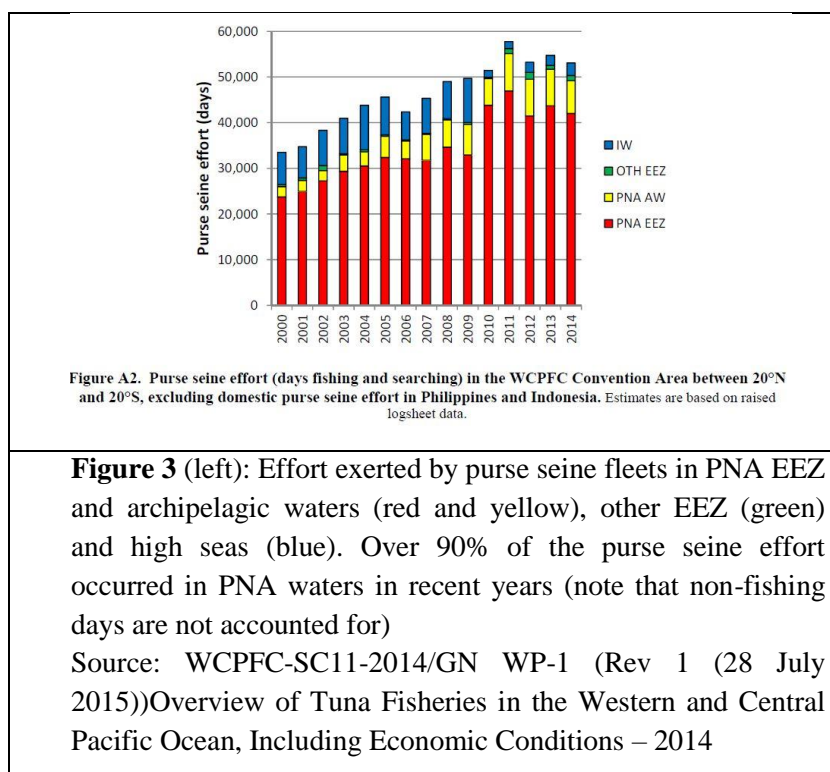 60,000
50,000
40,000
30,000
20,000
10,000
0
Purse seine effort (days)
2000
2001
2002
2003
2004
2005
2006
2007
2008
2009
2010
2011
2012
2013
2014
IW
OTH EEZ
PNA AW
PNA EEZ
Figure A2. Purse seine effort (days fishing and searching) in the WCPFC Convention Area between 20°N
and 20°S, excluding domestic purse seine effort in Philippines and Indonesia. Estimates are based on raised
logsheet data.
Figure 3 (left): Effort exerted by purse seine fleets in PNA EEZ
and archipelagic waters (red and yellow), other EEZ (green)
and high seas (blue). Over 90% of the purse seine effort
occurred in PNA waters in recent years (note that non-fishing
days are not accounted for)
Source: WCPFC-SC11-2014/GN WP-1 (Rev 1 (28 July
2015))Overview of Tuna Fisheries in the Western and Central
Pacific Ocean, Including Economic Conditions – 2014